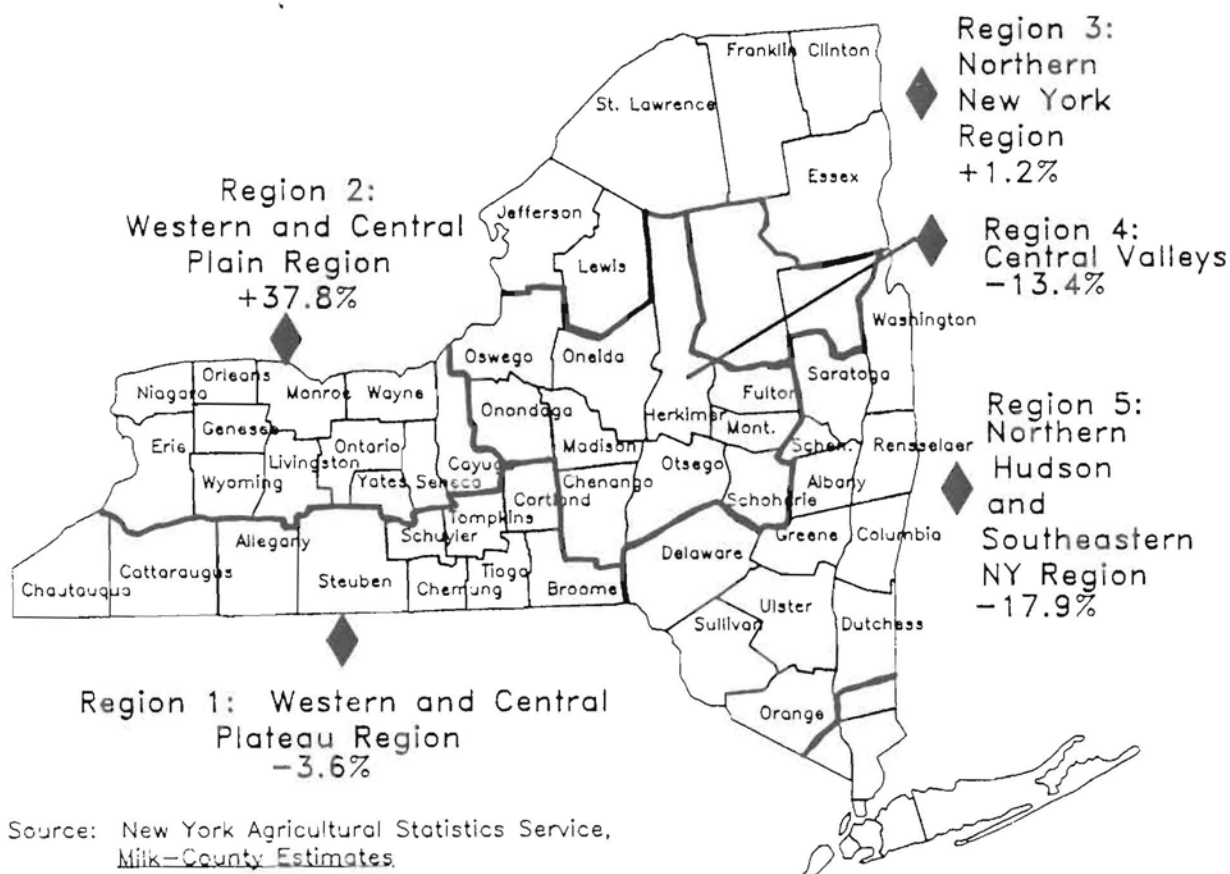 Region 3:
Northern
New York
Region
+1.2%
Franklin
Clinton
St. Lawrence
Essex
Region 2:
Western and Central
Plain Region
+37.8%
Jefferson
Lewis
Region 4:
Central Valleys
-13.4%
Washington
Oswego
Oneida
Saratoga
Orleans
Niagara
Monroe
Wayne
Fulton
Onondaga
Herkimer
Mont.
Region 5:
Northern
Hudson
and
Southeastern
NY Region
-17.9%
Genesee
Erie
Ontario
Madison
Schen.
Rensselaer
Livingston
Cayuga
Otsego
Wyoming
Yates
Seneca
Chenango
Albany
Cortland
Schoharie
Tompkins
Allegany
Schuyler
Greene
Columbia
Delaware
Cattaraugus
Steuben
Tioga
Chautauqua
Chemung
Broome
Ulster
Sullivan
Dutchess
Orange
Region 1: Western and Central
Plateau Region
-3.6%
Source: New York Agricultural Statistics Service,
Milk-County Estimates